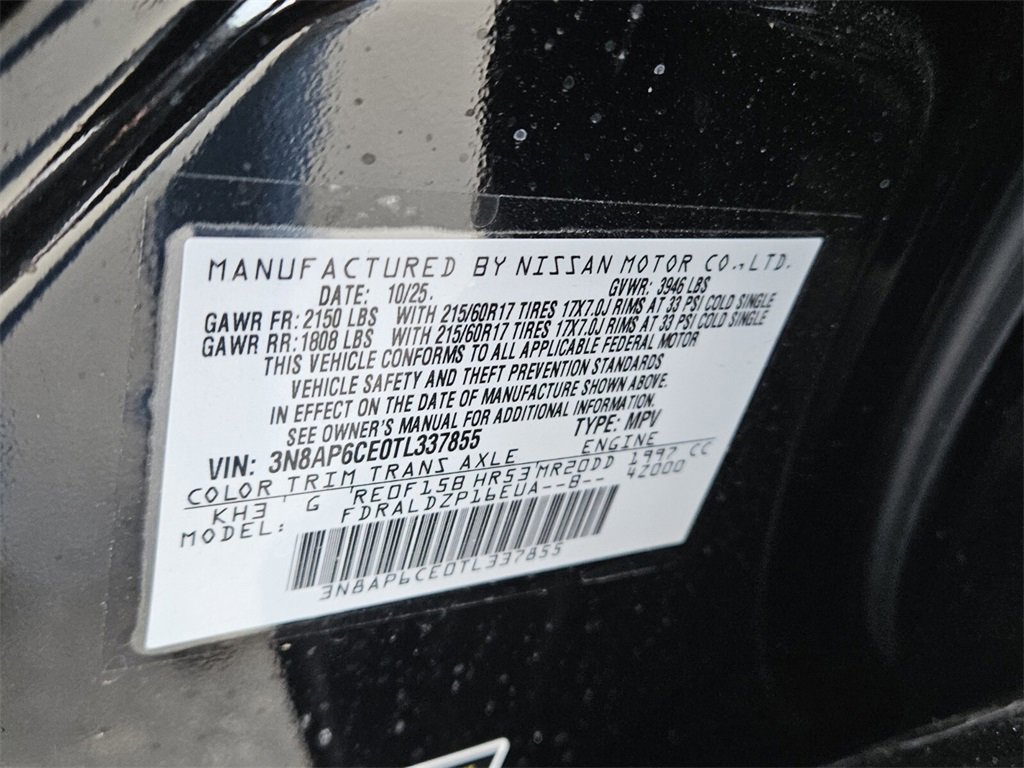 MANUFACTURED BY NISSAN MOTOR CO., LTD.
DATE: 10/25. GVWR: 3946 LBS
GAWR FR: 2150 LBS WITH 215/60R17 TIRES 17X7.0J RIMS AT 33 PSI COLD SINGLE
GAWR RR: 1808 LBS WITH 215/60R17 TIRES 17X7.0J RIMS AT 33 PSI COLD SINGLE
THIS VEHICLE CONFORMS TO ALL APPLICABLE FEDERAL MOTOR
VEHICLE SAFETY AND THEFT PREVENTION STANDARDS
IN EFFECT ON THE DATE OF MANUFACTURE SHOWN ABOVE.
SEE OWNER'S MANUAL FOR ADDITIONAL INFORMATION.
VIN: 3N8AP6CE0TL337855 TYPE: MPV
COLOR TRIM TRANS AXLE ENGINE
KH3 G RE0F15B HR53 MR20DD 1997 CC
MODEL: FDRALDZP16EUA--B-- 4Z000
3N8AP6CE0TL337855